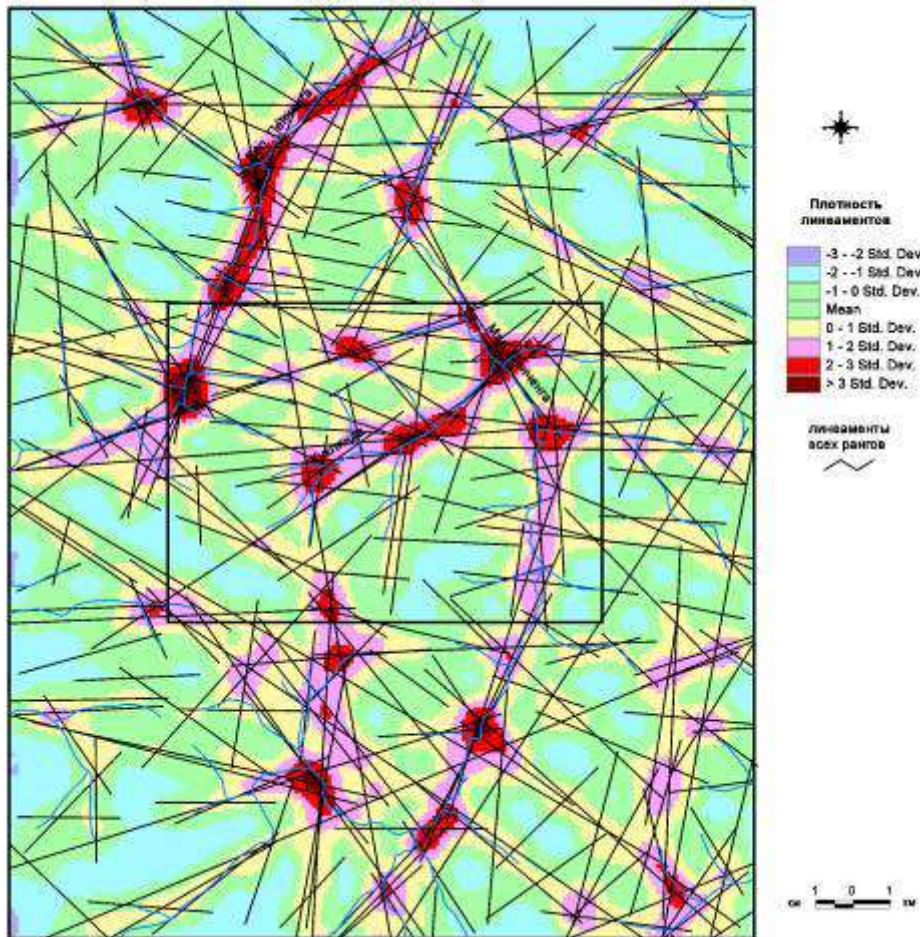 Плотность
линеаментов
-3 - -2 Std. Dev
-2 - -1 Std. Dev
-1 - 0 Std. Dev.
Mean
0 - 1 Std. Dev.
1 - 2 Std. Dev.
2 - 3 Std. Dev.
> 3 Std. Dev.
линеаменты
всех рангов
1 0 1